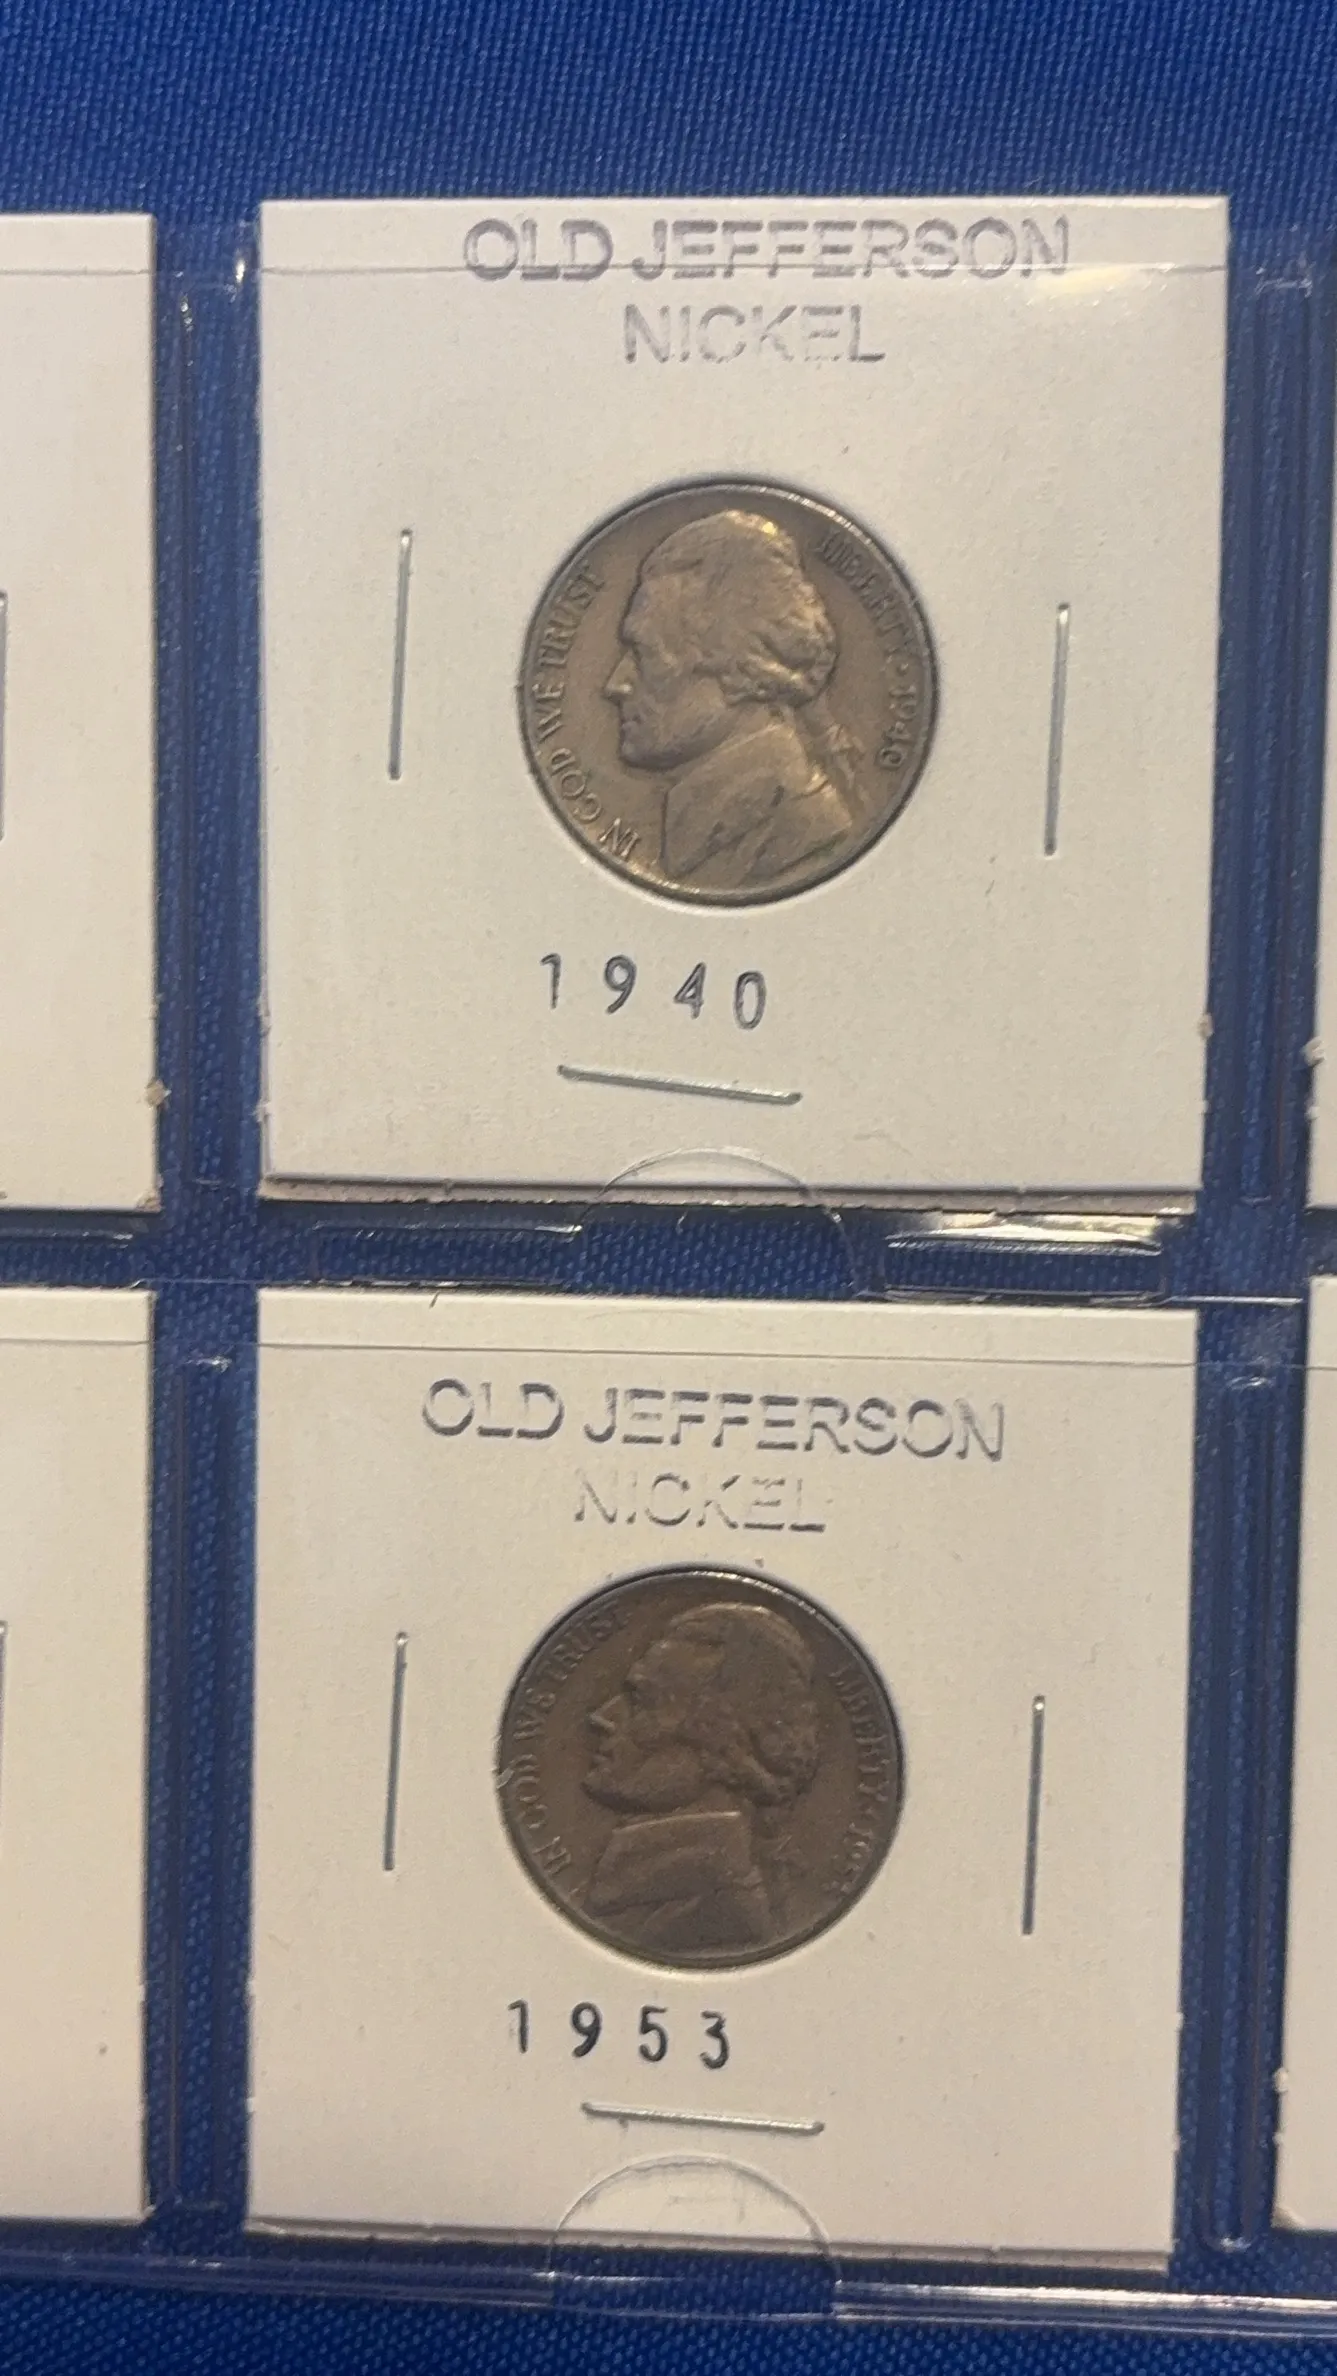 OLD JEFFERSON
NICKEL
IN GOD WE TRUST
LIBERTY · 1940
1940
OLD JEFFERSON
NICKEL
IN GOD WE TRUST
LIBERTY · 1953
1953